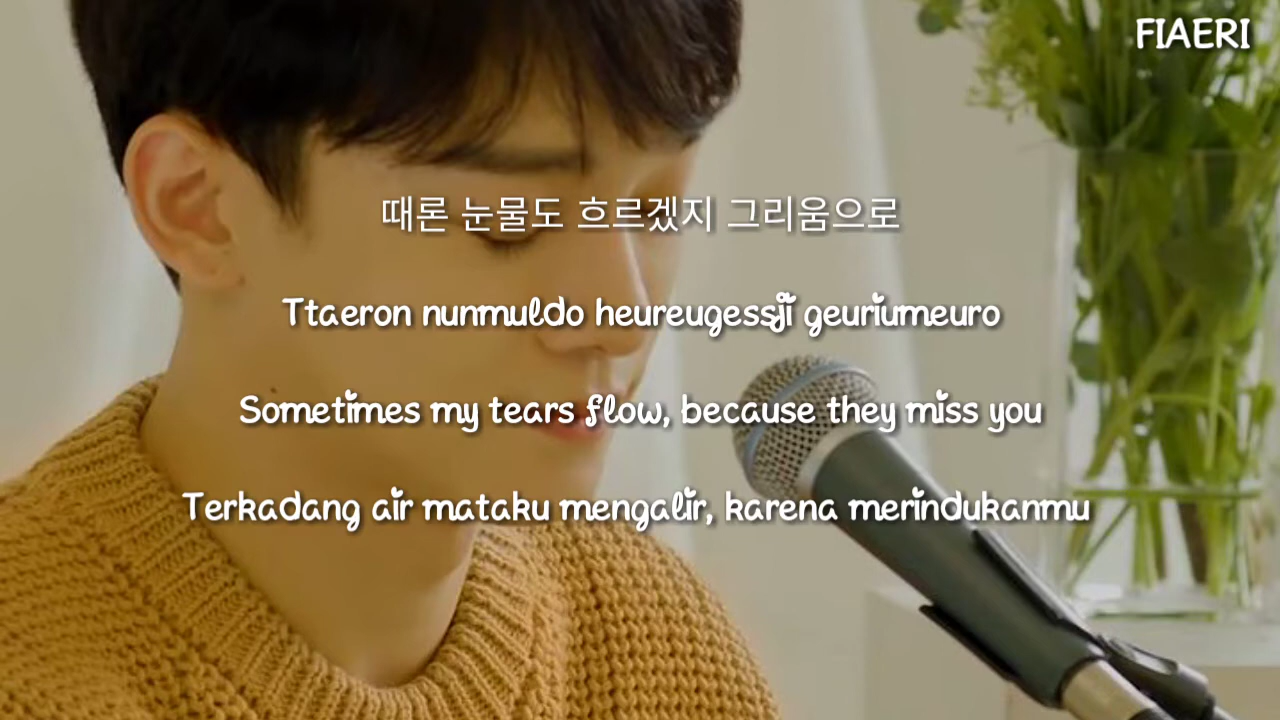 FIAERI
때론 눈물도 흐르겠지 그리움으로
Ttaeron nunmuldo heureugessji geuriumeuro
Sometimes my tears flow, because they miss you
Terkadang air mataku mengalir, karena merindukanmu